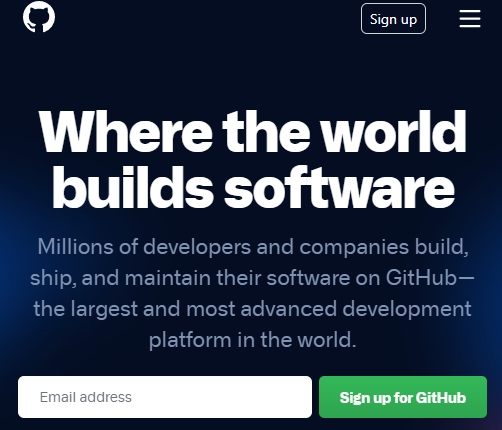 Sign up
Where the world
builds software
Millions of developers and companies build,
ship, and maintain their software on GitHub—
the largest and most advanced development
platform in the world.
Email address
Sign up for GitHub